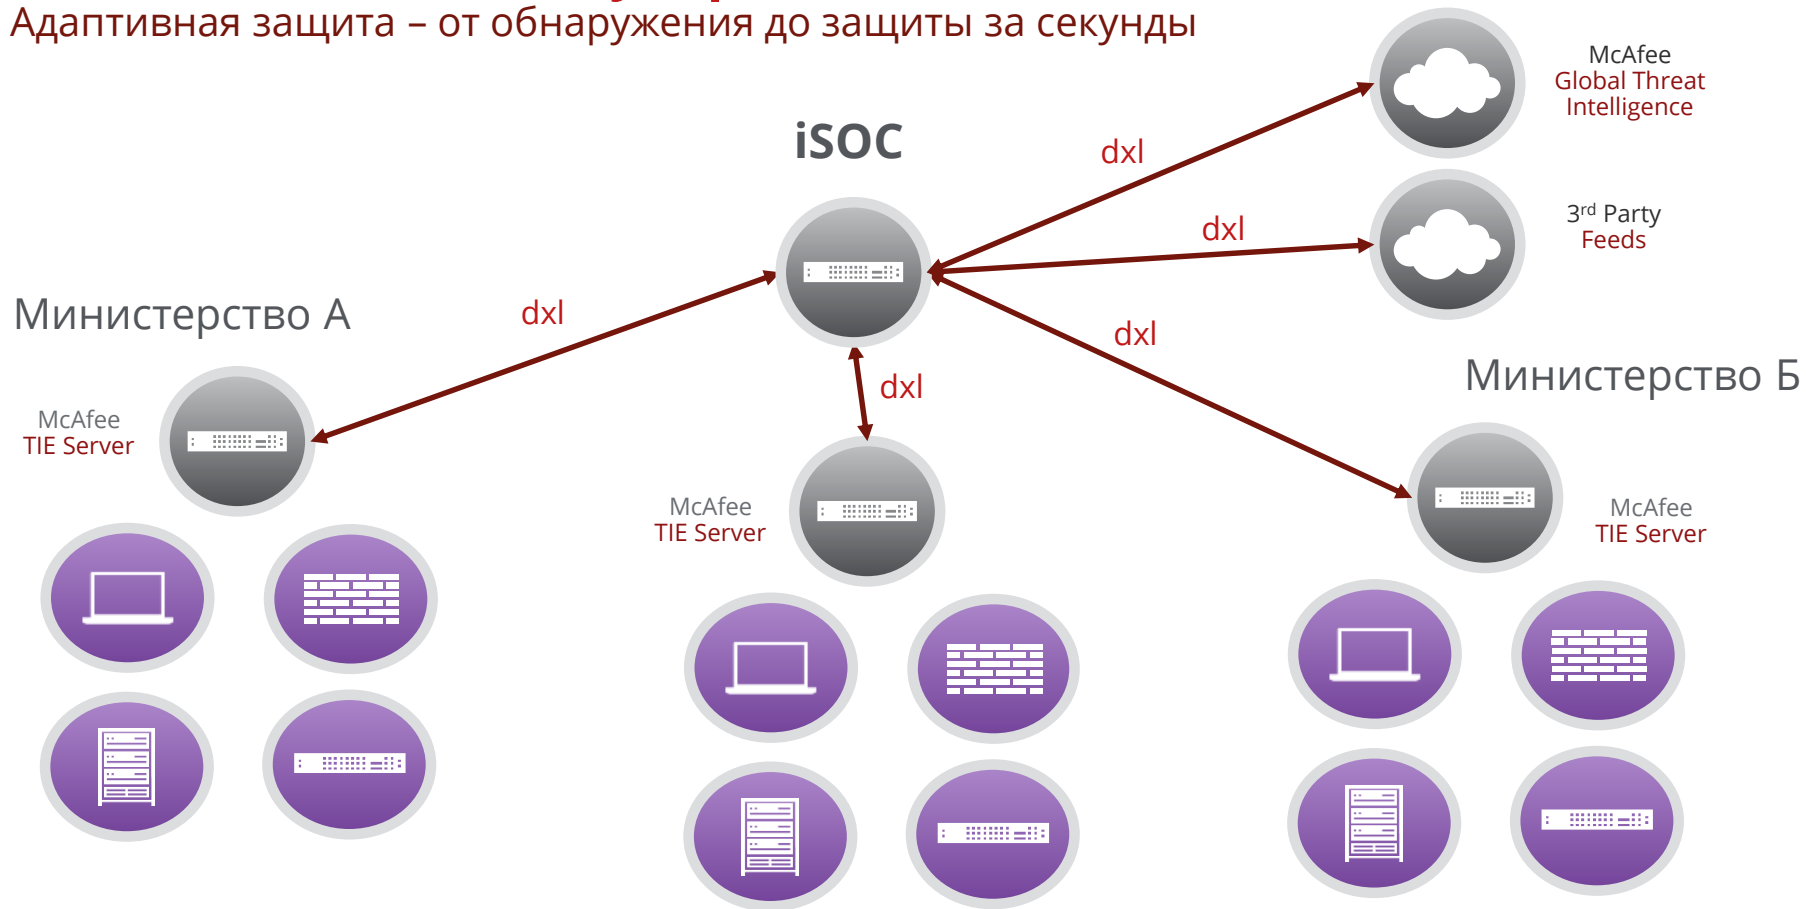 Адаптивная защита – от обнаружения до защиты за секунды
McAfee
Global Threat
Intelligence
iSOC
dxl
3rd Party
Feeds
dxl
Министерство А
dxl
dxl
Министерство Б
dxl
McAfee
TIE Server
McAfee
TIE Server
McAfee
TIE Server